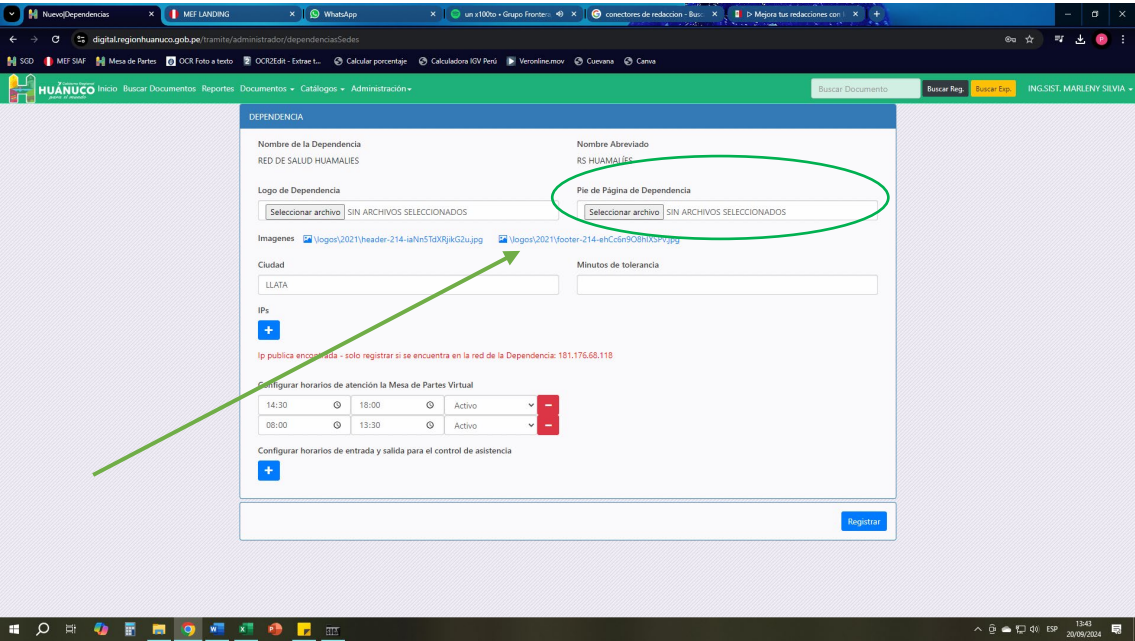 Nuevo|Dependencias
MEF LANDING
WhatsApp
un x100to • Grupo Frontera
conectores de redaccion - Busc
▷ Mejora tus redacciones con
digital.regionhuanuco.gob.pe/tramite/administrador/dependenciasSedes
SGD MEF SIAF Mesa de Partes OCR Foto a texto OCR2Edit - Extrae t... Calcular porcentaje Calculadora IGV Perú Veronline.mov Cuevana Canva
HUÁNUCO Inicio Buscar Documentos Reportes Documentos Catálogos Administración
Buscar Documento Buscar Reg. Buscar Exp. ING.SIST. MARLENY SILVIA
DEPENDENCIA
Nombre de la Dependencia Nombre Abreviado
RED DE SALUD HUAMALIES RS HUAMALÍES
Logo de Dependencia Pie de Página de Dependencia
Seleccionar archivo SIN ARCHIVOS SELECCIONADOS Seleccionar archivo SIN ARCHIVOS SELECCIONADOS
Imagenes \logos\2021\header-214-iaNn5TdXRjikG2u.jpg \logos\2021\footer-214-ehCc6n9O8hIXSPv.jpg
Ciudad Minutos de tolerancia
LLATA
IPs
+
Ip publica encontrada - solo registrar si se encuentra en la red de la Dependencia: 181.176.68.118
Configurar horarios de atención la Mesa de Partes Virtual
14:30 18:00 Activo −
08:00 13:30 Activo −
Configurar horarios de entrada y salida para el control de asistencia
+
Registrar
ESP
13:43
20/09/2024